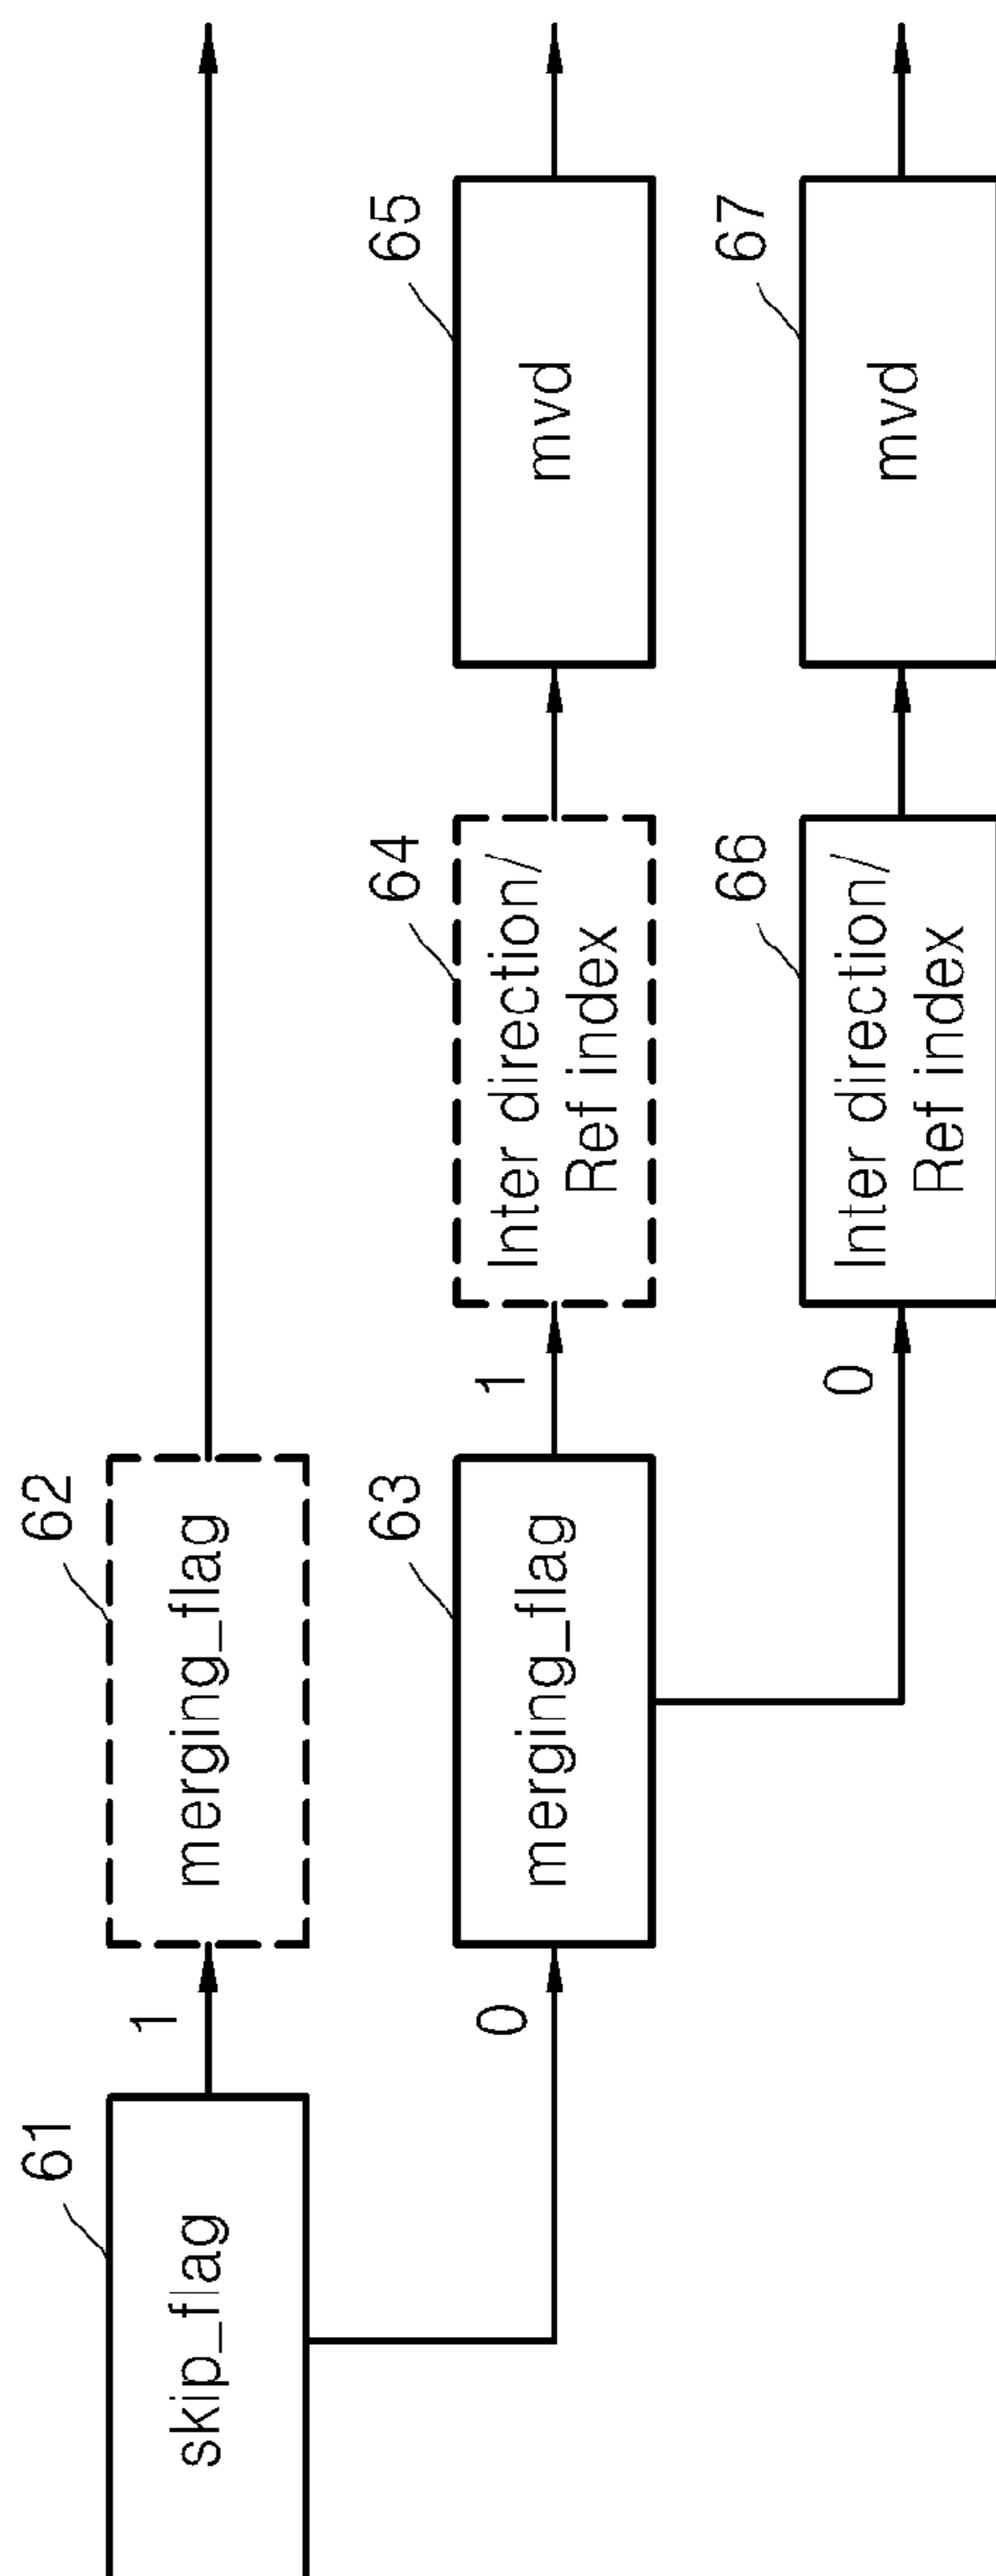 61
skip_flag
1
62
merging_flag
0
63
merging_flag
1
64
Inter direction/
Ref index
65
mvd
0
66
Inter direction/
Ref index
67
mvd